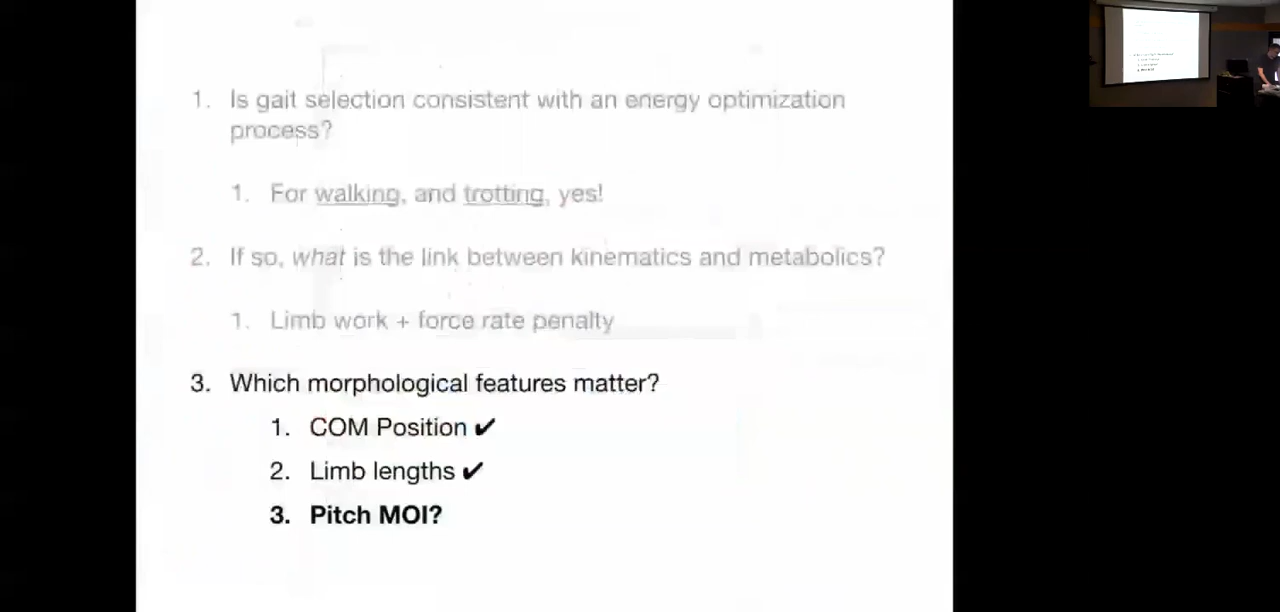 1. Is gait selection consistent with an energy optimization
process?
1. For walking, and trotting, yes!
2. If so, what is the link between kinematics and metabolics?
1. Limb work + force rate penalty
3. Which morphological features matter?
1. COM Position ✔
2. Limb lengths ✔
3. Pitch MOI?